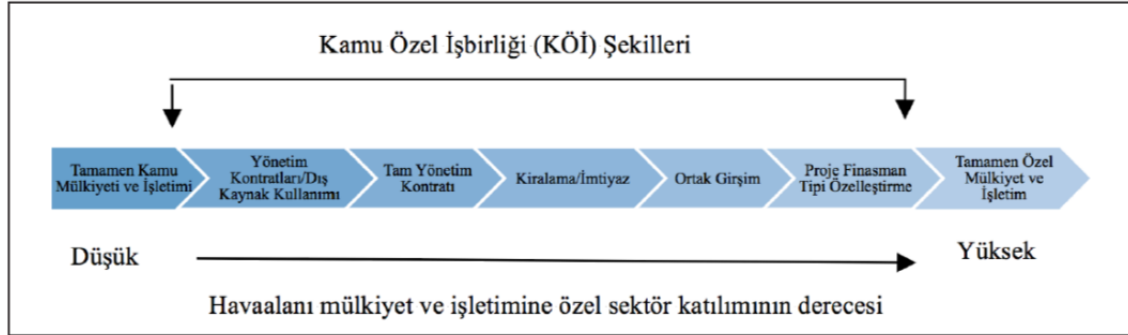 Kamu Özel İşbirliği (KÖİ) Şekilleri
Tamamen Kamu
Mülkiyeti ve İşletimi
Yönetim
Kontratları/Dış
Kaynak Kullanımı
Tam Yönetim
Kontratı
Kiralama/İmtiyaz
Ortak Girşim
Proje Finasman
Tipi Özelleştirme
Tamamen Özel
Mülkiyet ve
İşletim
Düşük
Yüksek
Havaalanı mülkiyet ve işletimine özel sektör katılımının derecesi